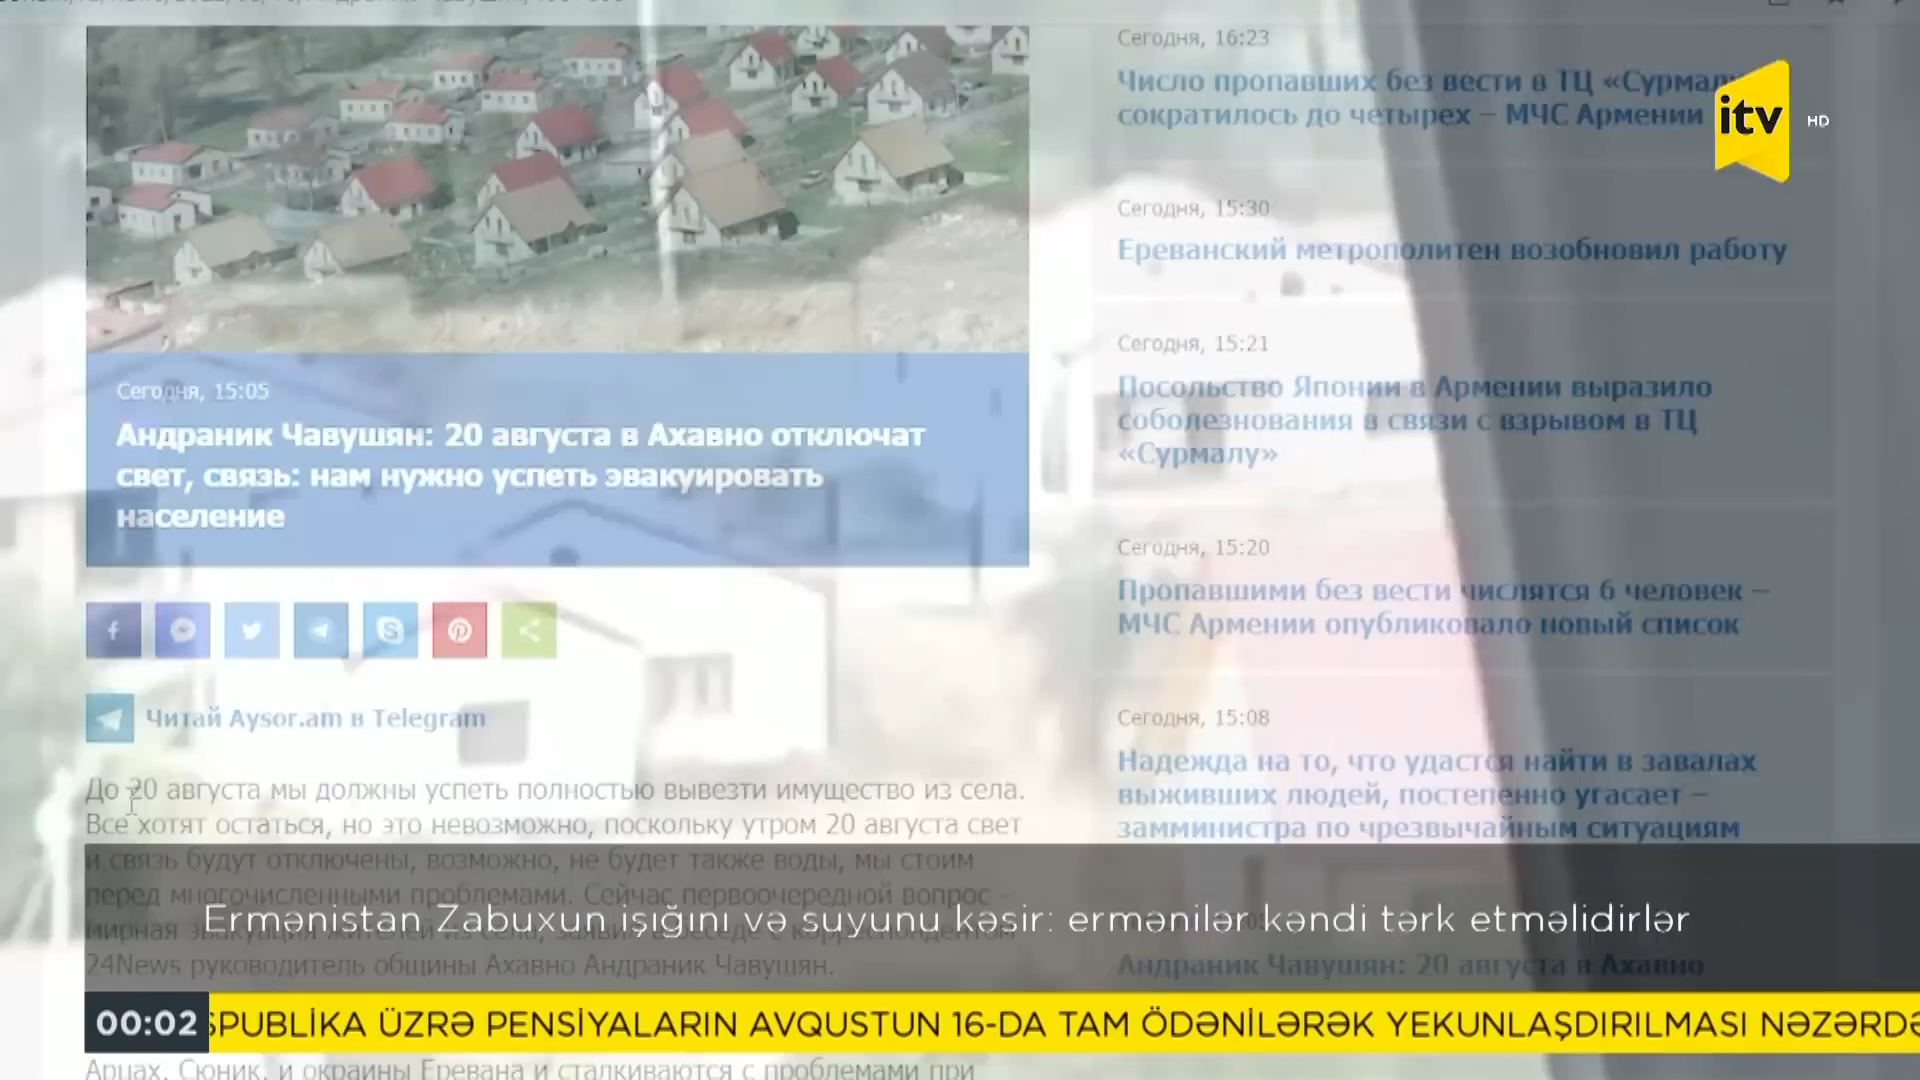 Сегодня, 16:23
Число пропавших без вести в ТЦ
сократилось до четырех – МЧС Армении
itv HD
Сегодня, 15:30
Ереванский метрополитен возобновил работу
Сегодня, 15:21
Посольство Японии в Армении выразило
соболезнования в связи с взрывом в ТЦ
«Сурмалу»
Сегодня, 15:20
Пропавшими без вести числятся 6 человек –
МЧС Армении опубликовало новый список
Сегодня, 15:08
Надежда на то, что удастся найти в завалах
выживших людей, постепенно угасает –
замминистра по чрезвычайным ситуациям
Андраник Чавушян: 20 августа в Ахавно
Сегодня, 15:05
Андраник Чавушян: 20 августа в Ахавно отключат
свет, связь: нам нужно успеть эвакуировать
население
Читай Aysor.am в Telegram
До 20 августа мы должны успеть полностью вывезти имущество из села.
Все хотят остаться, но это невозможно, поскольку утром 20 августа свет
и связь будут отключены, возможно, не будет также воды, мы стоим
перед многочисленными проблемами. Сейчас первоочередной вопрос –
мирная эвакуация жителей из села, заявил в беседе с корреспондентом
24News руководитель общины Ахавно Андраник Чавушян.
Ermənistan Zabuxun işığını və suyunu kəsir: ermənilər kəndi tərk etməlidirlər
00:02 SPUBLİKA ÜZRƏ PENSİYALARIN AVQUSTUN 16-DA TAM ÖDƏNİLƏRƏK YEKUNLAŞDIRILMASI NƏZƏRDƏ
Арцах, Сюник, и окраины Еревана и сталкиваются с проблемами при